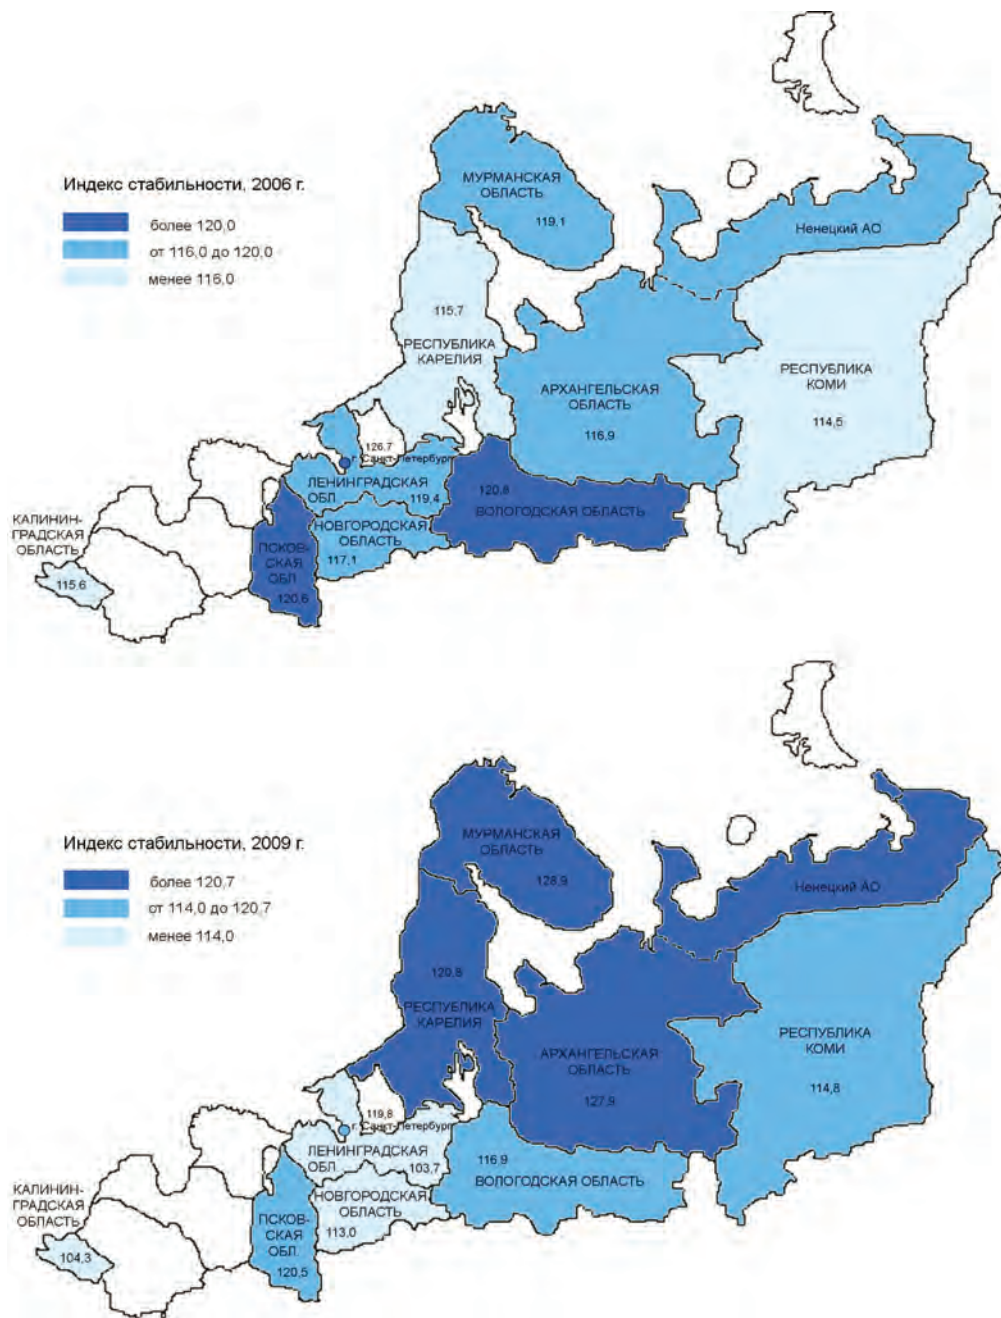 Индекс стабильности, 2006 г.
более 120,0
от 116,0 до 120,0
менее 116,0
МУРМАНСКАЯ
ОБЛАСТЬ
119,1
Ненецкий АО
115,7
РЕСПУБЛИКА
КАРЕЛИЯ
АРХАНГЕЛЬСКАЯ
ОБЛАСТЬ
116,9
РЕСПУБЛИКА
КОМИ
114,5
126,7
г. Санкт-Петербург
ЛЕНИНГРАДСКАЯ
ОБЛ
119,4
120,8
ВОЛОГОДСКАЯ ОБЛАСТЬ
НОВГОРОДСКАЯ
ОБЛАСТЬ
117,1
ПСКОВ-
СКАЯ
ОБЛ
120,6
КАЛИНИН-
ГРАДСКАЯ
ОБЛАСТЬ
115,6
Индекс стабильности, 2009 г.
более 120,7
от 114,0 до 120,7
менее 114,0
МУРМАНСКАЯ
ОБЛАСТЬ
128,9
Ненецкий АО
120,8
РЕСПУБЛИКА
КАРЕЛИЯ
АРХАНГЕЛЬСКАЯ
ОБЛАСТЬ
127,9
РЕСПУБЛИКА
КОМИ
114,8
119,8
г. Санкт-Петербург
ЛЕНИНГРАДСКАЯ
ОБЛ
103,7
116,9
ВОЛОГОДСКАЯ ОБЛАСТЬ
НОВГОРОДСКАЯ
ОБЛАСТЬ
113,0
ПСКОВ-
СКАЯ
ОБЛ
120,5
КАЛИНИН-
ГРАДСКАЯ
ОБЛАСТЬ
104,3